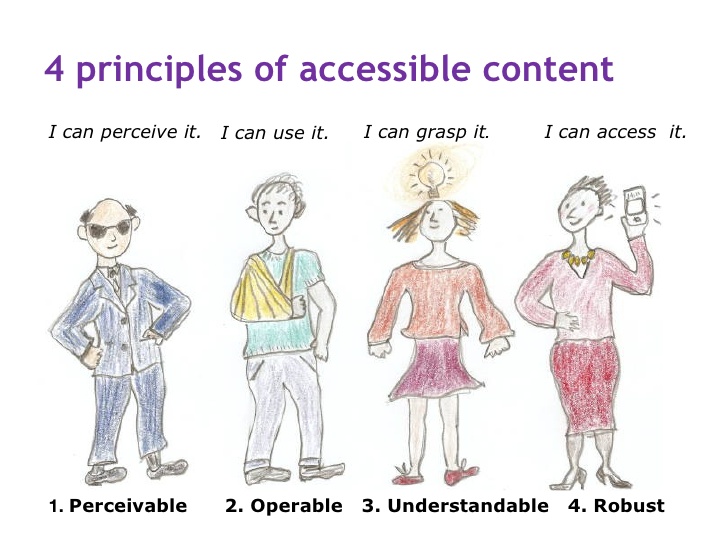 4 principles of accessible content
I can perceive it. I can use it. I can grasp it. I can access  it.
1. Perceivable 2. Operable 3. Understandable 4. Robust